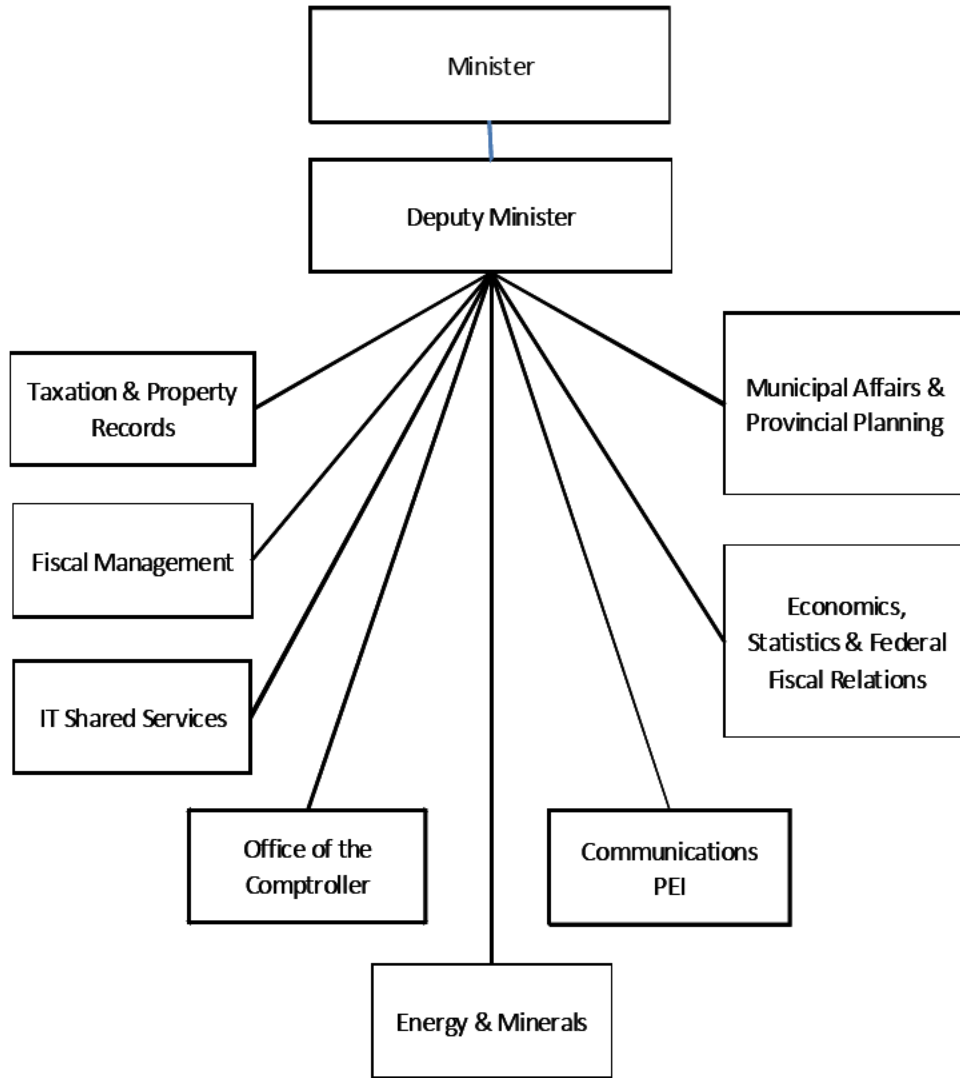 Minister
Deputy Minister
Taxation & Property
Records
Municipal Affairs &
Provincial Planning
Fiscal Management
Economics,
Statistics & Federal
Fiscal Relations
IT Shared Services
Office of the
Comptroller
Communications
PEI
Energy & Minerals